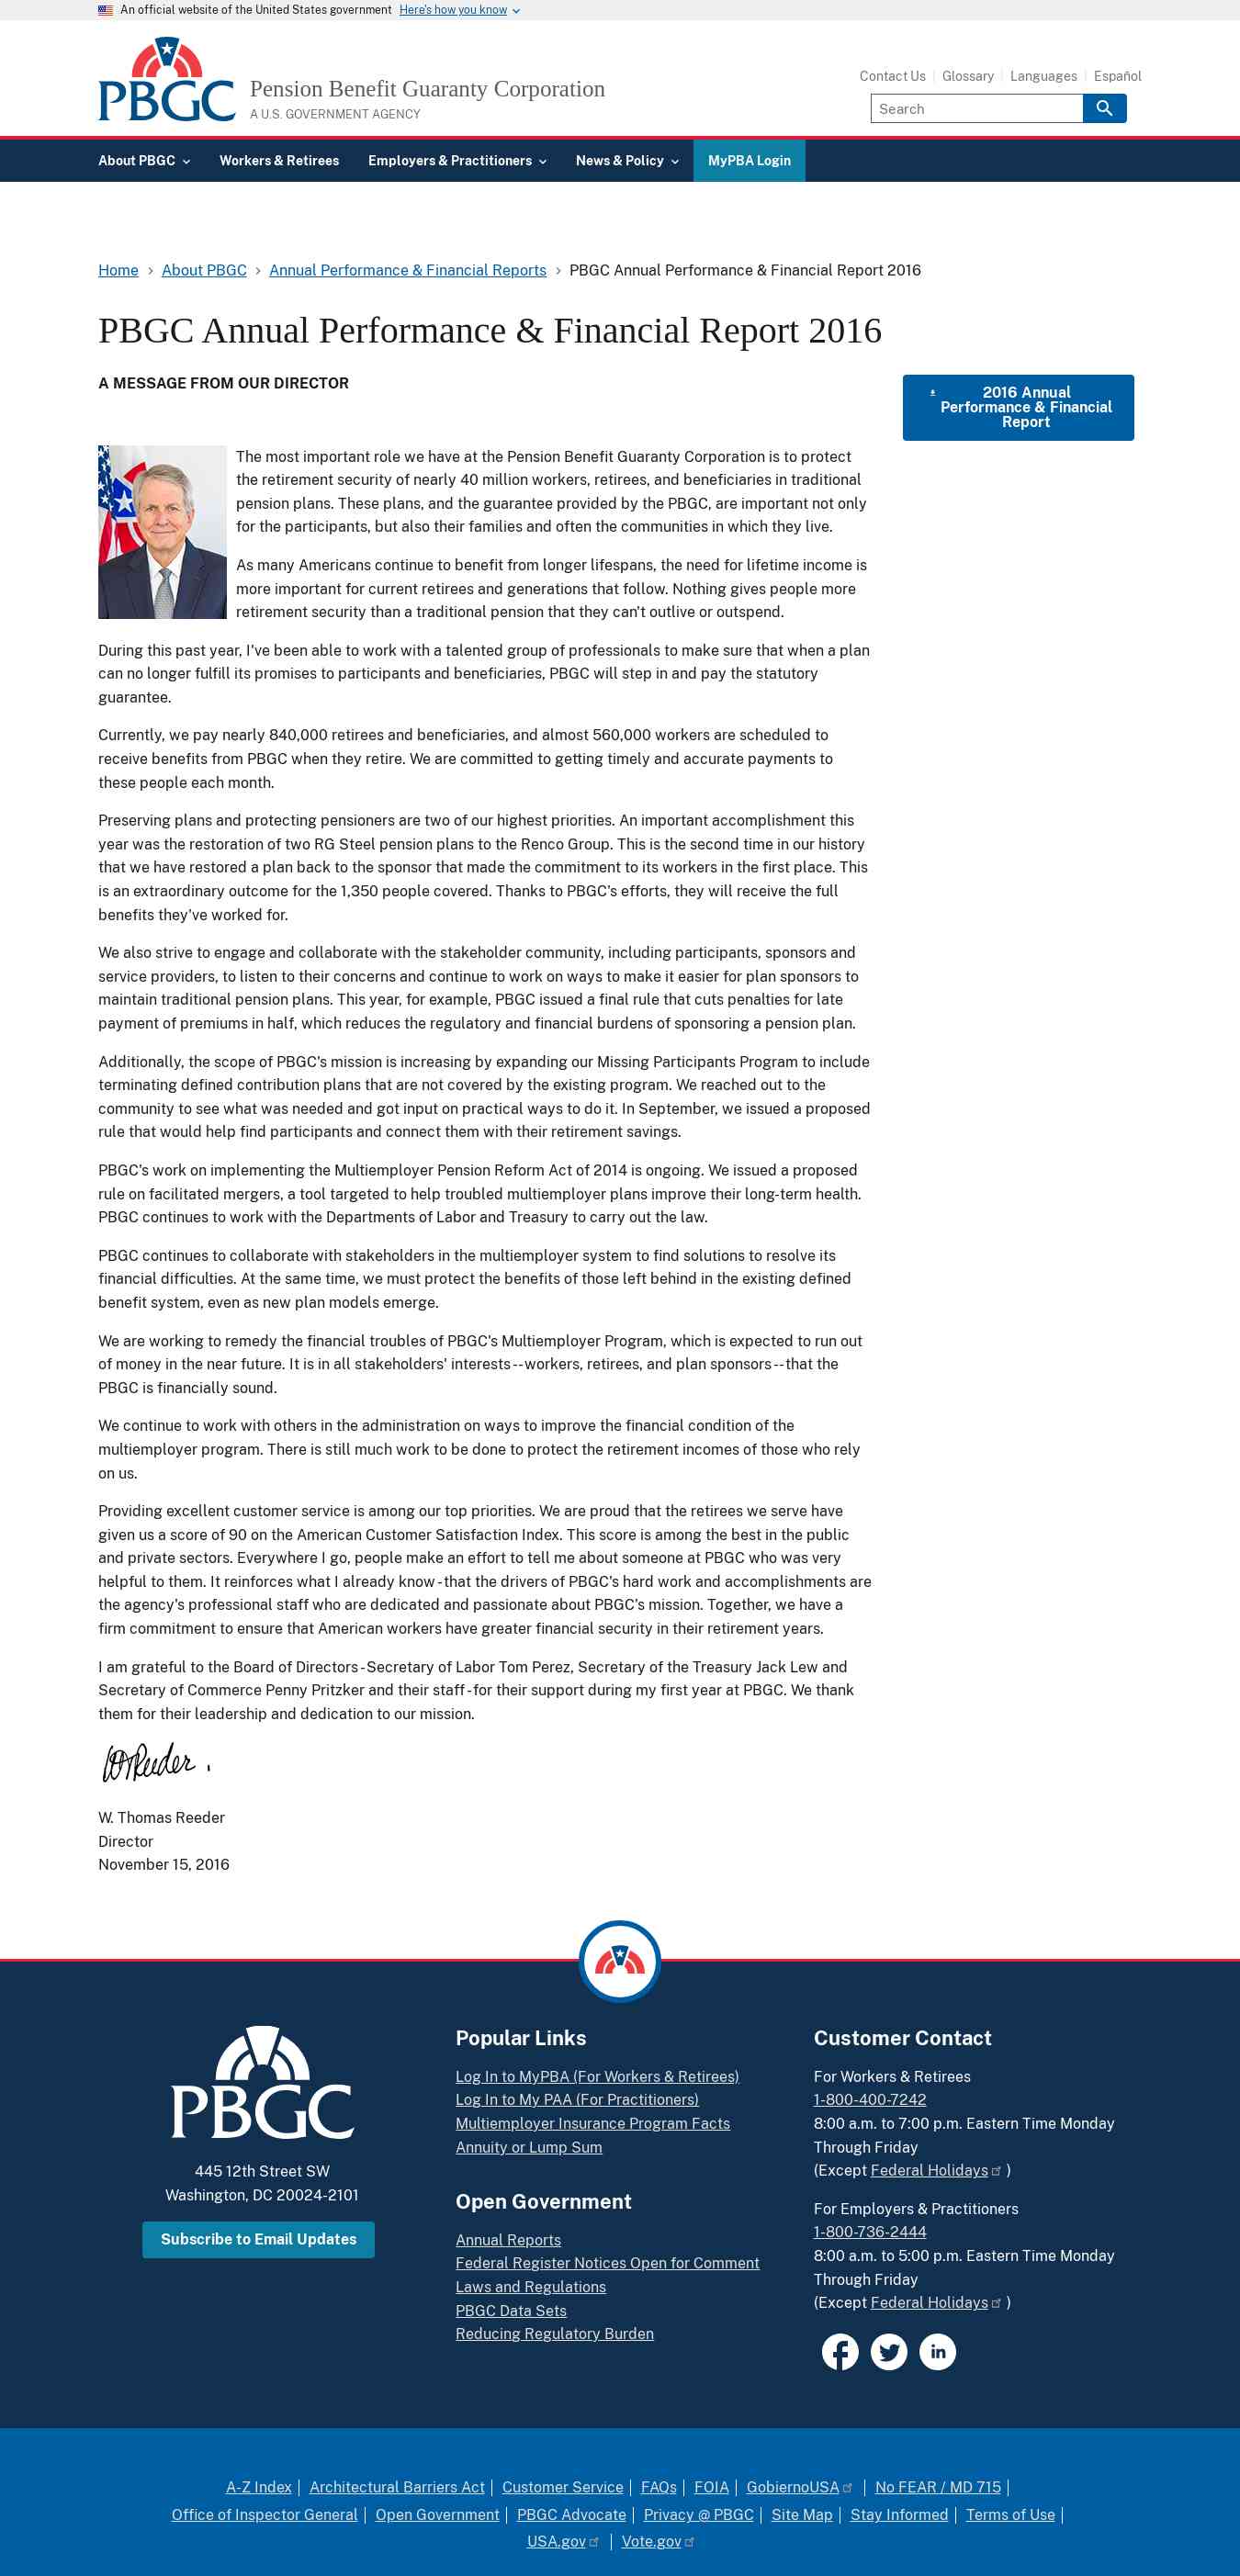 An official website of the United States government Here's how you know
PBGC
Pension Benefit Guaranty Corporation
A U.S. GOVERNMENT AGENCY
Contact Us Glossary Languages Español
Search
About PBGC Workers & Retirees Employers & Practitioners News & Policy MyPBA Login
Home > About PBGC > Annual Performance & Financial Reports > PBGC Annual Performance & Financial Report 2016
PBGC Annual Performance & Financial Report 2016
A MESSAGE FROM OUR DIRECTOR
2016 Annual
Performance & Financial
Report
The most important role we have at the Pension Benefit Guaranty Corporation is to protect
the retirement security of nearly 40 million workers, retirees, and beneficiaries in traditional
pension plans. These plans, and the guarantee provided by the PBGC, are important not only
for the participants, but also their families and often the communities in which they live.
As many Americans continue to benefit from longer lifespans, the need for lifetime income is
more important for current retirees and generations that follow. Nothing gives people more
retirement security than a traditional pension that they can't outlive or outspend.
During this past year, I've been able to work with a talented group of professionals to make sure that when a plan
can no longer fulfill its promises to participants and beneficiaries, PBGC will step in and pay the statutory
guarantee.
Currently, we pay nearly 840,000 retirees and beneficiaries, and almost 560,000 workers are scheduled to
receive benefits from PBGC when they retire. We are committed to getting timely and accurate payments to
these people each month.
Preserving plans and protecting pensioners are two of our highest priorities. An important accomplishment this
year was the restoration of two RG Steel pension plans to the Renco Group. This is the second time in our history
that we have restored a plan back to the sponsor that made the commitment to its workers in the first place. This
is an extraordinary outcome for the 1,350 people covered. Thanks to PBGC's efforts, they will receive the full
benefits they've worked for.
We also strive to engage and collaborate with the stakeholder community, including participants, sponsors and
service providers, to listen to their concerns and continue to work on ways to make it easier for plan sponsors to
maintain traditional pension plans. This year, for example, PBGC issued a final rule that cuts penalties for late
payment of premiums in half, which reduces the regulatory and financial burdens of sponsoring a pension plan.
Additionally, the scope of PBGC's mission is increasing by expanding our Missing Participants Program to include
terminating defined contribution plans that are not covered by the existing program. We reached out to the
community to see what was needed and got input on practical ways to do it. In September, we issued a proposed
rule that would help find participants and connect them with their retirement savings.
PBGC's work on implementing the Multiemployer Pension Reform Act of 2014 is ongoing. We issued a proposed
rule on facilitated mergers, a tool targeted to help troubled multiemployer plans improve their long-term health.
PBGC continues to work with the Departments of Labor and Treasury to carry out the law.
PBGC continues to collaborate with stakeholders in the multiemployer system to find solutions to resolve its
financial difficulties. At the same time, we must protect the benefits of those left behind in the existing defined
benefit system, even as new plan models emerge.
We are working to remedy the financial troubles of PBGC's Multiemployer Program, which is expected to run out
of money in the near future. It is in all stakeholders' interests--workers, retirees, and plan sponsors--that the
PBGC is financially sound.
We continue to work with others in the administration on ways to improve the financial condition of the
multiemployer program. There is still much work to be done to protect the retirement incomes of those who rely
on us.
Providing excellent customer service is among our top priorities. We are proud that the retirees we serve have
given us a score of 90 on the American Customer Satisfaction Index. This score is among the best in the public
and private sectors. Everywhere I go, people make an effort to tell me about someone at PBGC who was very
helpful to them. It reinforces what I already know-that the drivers of PBGC's hard work and accomplishments are
the agency's professional staff who are dedicated and passionate about PBGC's mission. Together, we have a
firm commitment to ensure that American workers have greater financial security in their retirement years.
I am grateful to the Board of Directors-Secretary of Labor Tom Perez, Secretary of the Treasury Jack Lew and
Secretary of Commerce Penny Pritzker and their staff-for their support during my first year at PBGC. We thank
them for their leadership and dedication to our mission.
WTReeder
W. Thomas Reeder
Director
November 15, 2016
PBGC
445 12th Street SW
Washington, DC 20024-2101
Subscribe to Email Updates
Popular Links
Log In to MyPBA (For Workers & Retirees)
Log In to My PAA (For Practitioners)
Multiemployer Insurance Program Facts
Annuity or Lump Sum
Open Government
Annual Reports
Federal Register Notices Open for Comment
Laws and Regulations
PBGC Data Sets
Reducing Regulatory Burden
Customer Contact
For Workers & Retirees
1-800-400-7242
8:00 a.m. to 7:00 p.m. Eastern Time Monday
Through Friday
(Except Federal Holidays )
For Employers & Practitioners
1-800-736-2444
8:00 a.m. to 5:00 p.m. Eastern Time Monday
Through Friday
(Except Federal Holidays )
in
A-Z Index | Architectural Barriers Act | Customer Service | FAQs | FOIA | GobiernoUSA | No FEAR / MD 715 |
Office of Inspector General | Open Government | PBGC Advocate | Privacy @ PBGC | Site Map | Stay Informed | Terms of Use |
USA.gov | Vote.gov